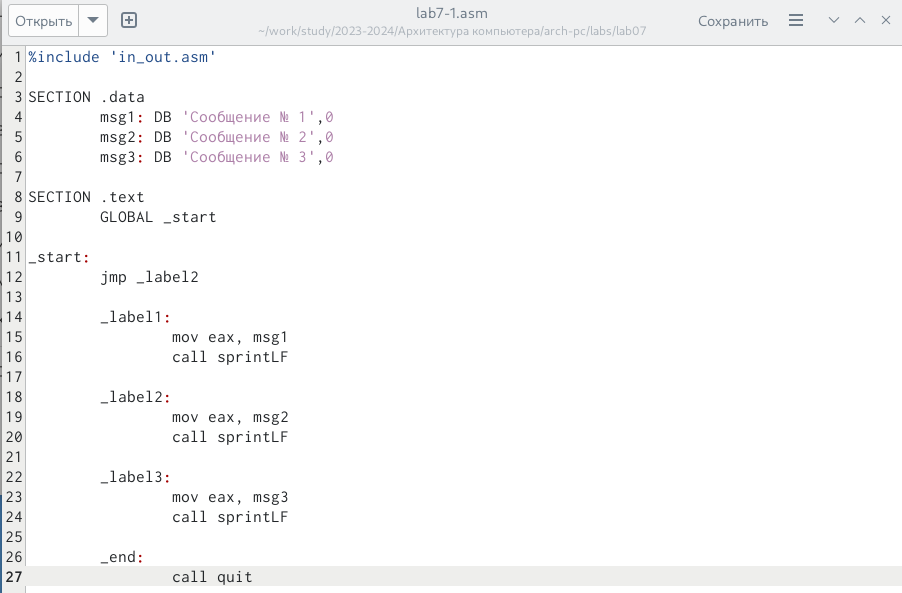 Открыть
lab7-1.asm
~/work/study/2023-2024/Архитектура компьютера/arch-pc/labs/lab07
Сохранить
1 %include 'in_out.asm'
2
3 SECTION .data
4 msg1: DB 'Сообщение № 1',0
5 msg2: DB 'Сообщение № 2',0
6 msg3: DB 'Сообщение № 3',0
7
8 SECTION .text
9 GLOBAL _start
10
11 _start:
12 jmp _label2
13
14 _label1:
15 mov eax, msg1
16 call sprintLF
17
18 _label2:
19 mov eax, msg2
20 call sprintLF
21
22 _label3:
23 mov eax, msg3
24 call sprintLF
25
26 _end:
27 call quit